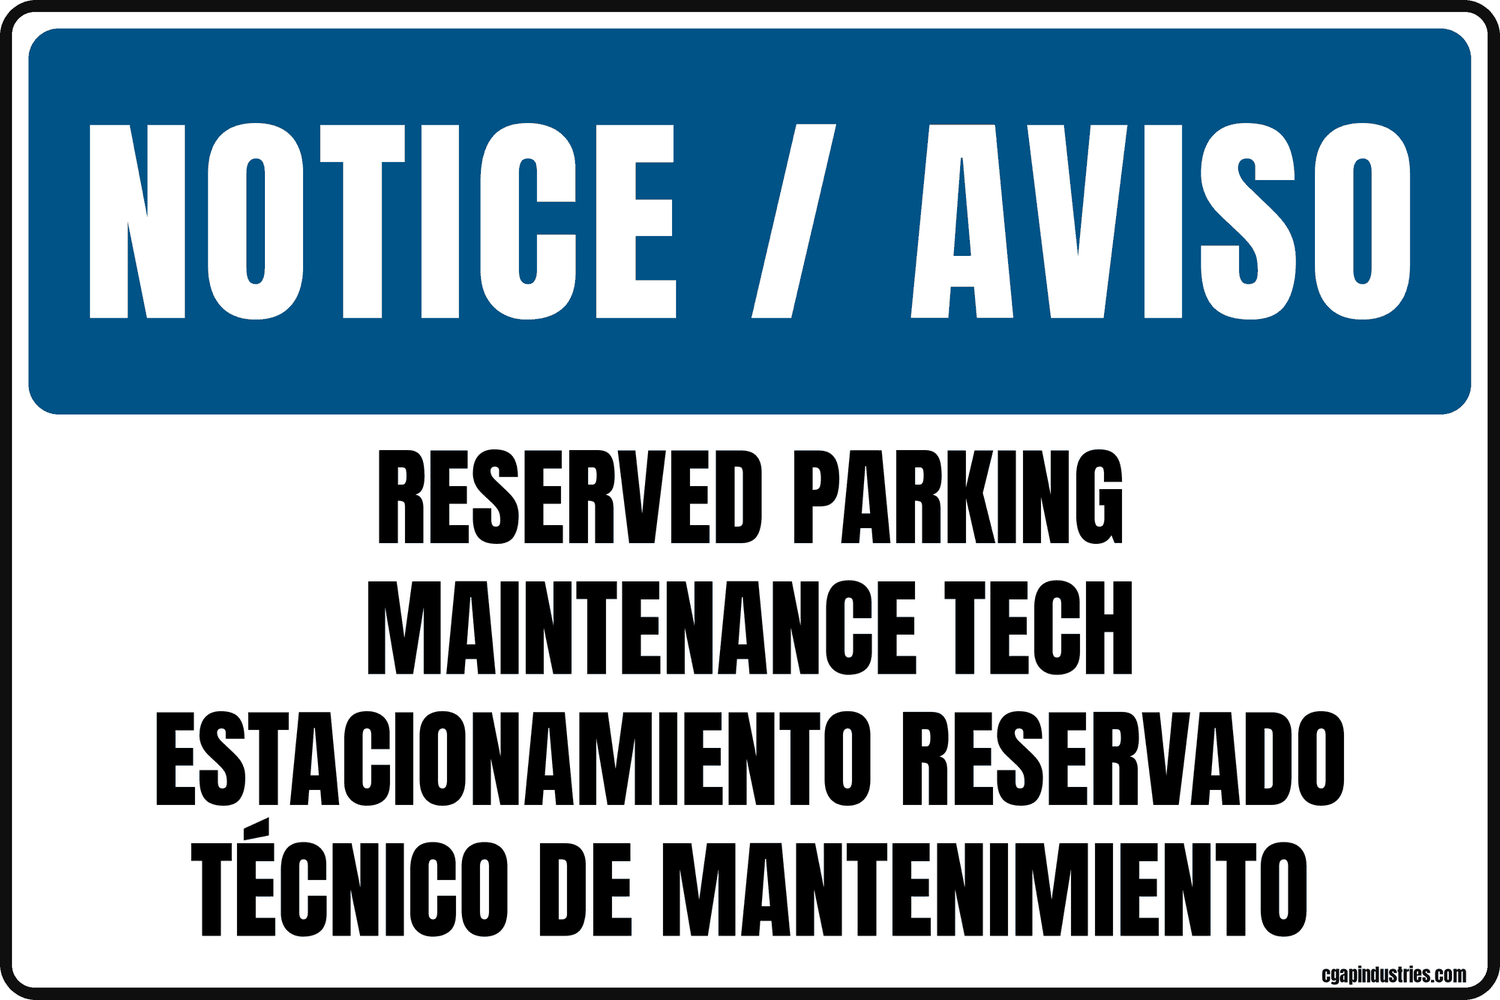 NOTICE / AVISO
RESERVED PARKING
MAINTENANCE TECH
ESTACIONAMIENTO RESERVADO
TÉCNICO DE MANTENIMIENTO
cgapindustries.com